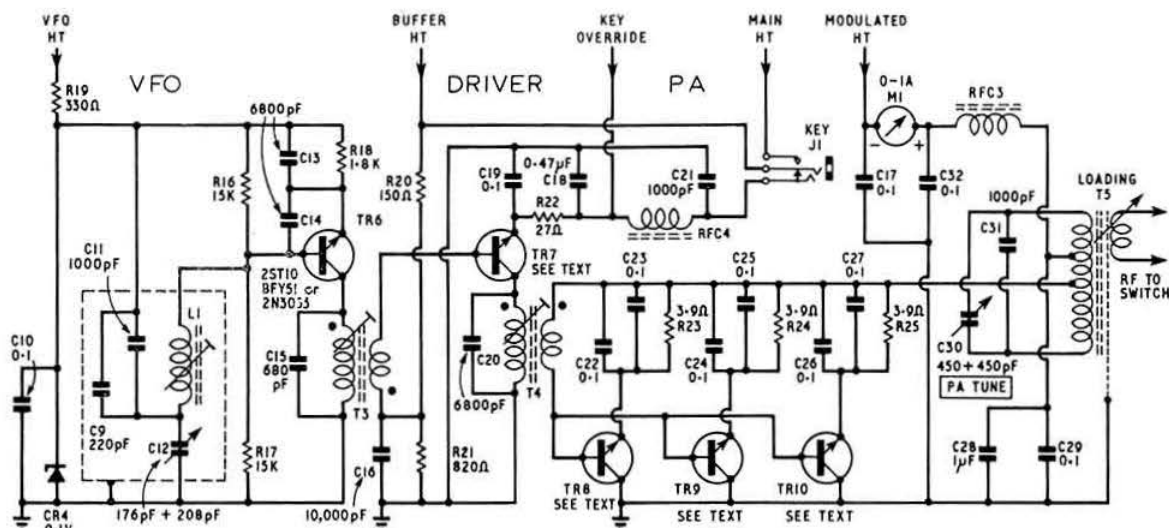 VFO
HT
BUFFER
HT
KEY
OVERRIDE
MAIN
HT
MODULATED
HT
VFO
DRIVER
PA
R19
330Ω
6800pF
C13
R18
1·8K
R16
15K
C14
TR6
2ST10
BFY51 or
2N3053
C11
1000pF
L1
C10
0·1
C9
220pF
C12
176pF + 208pF
CR4
C15
680
pF
T3
R17
15K
C16
10,000pF
R20
150Ω
R21
820Ω
C19
0·1
0·47µF
C18
R22
27Ω
C21
1000pF
RFC4
KEY
J1
TR7
SEE TEXT
C20
6800pF
T4
C23
0·1
C25
0·1
C27
0·1
3·9Ω
R23
3·9Ω
R24
3·9Ω
R25
C22
0·1
C24
0·1
C26
0·1
TR8
SEE TEXT
TR9
SEE TEXT
TR10
SEE TEXT
0-1A
M1
-
+
RFC3
C17
0·1
C32
0·1
1000pF
C31
LOADING
T5
RF TO
SWITCH
C30
450+450pF
PA TUNE
C28
1µF
C29
0·1